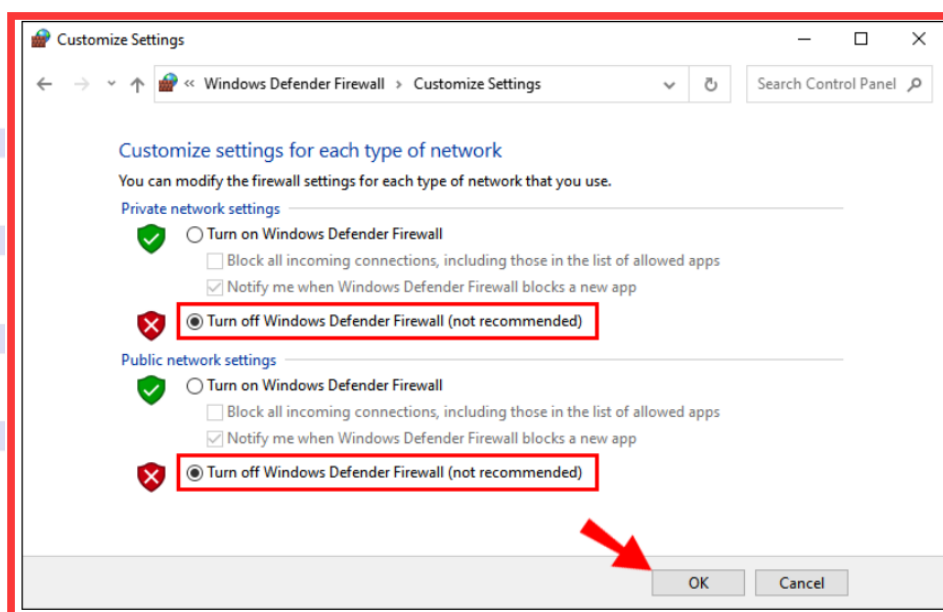 Customize Settings
« Windows Defender Firewall › Customize Settings
Search Control Panel
Customize settings for each type of network
You can modify the firewall settings for each type of network that you use.
Private network settings
Turn on Windows Defender Firewall
Block all incoming connections, including those in the list of allowed apps
Notify me when Windows Defender Firewall blocks a new app
Turn off Windows Defender Firewall (not recommended)
Public network settings
Turn on Windows Defender Firewall
Block all incoming connections, including those in the list of allowed apps
Notify me when Windows Defender Firewall blocks a new app
Turn off Windows Defender Firewall (not recommended)
OK
Cancel